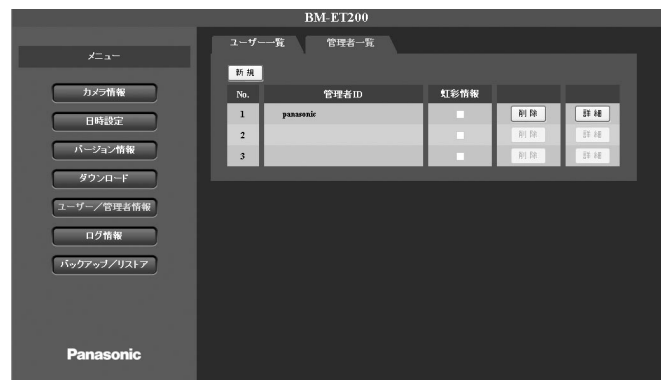 BM-ET200
メニュー
カメラ情報
日時設定
バージョン情報
ダウンロード
ユーザー／管理者情報
ログ情報
バックアップ／リストア
Panasonic
ユーザー一覧 管理者一覧
新規
No. 管理者ID 虹彩情報
1 panasonic 削除 詳細
2 削除 詳細
3 削除 詳細